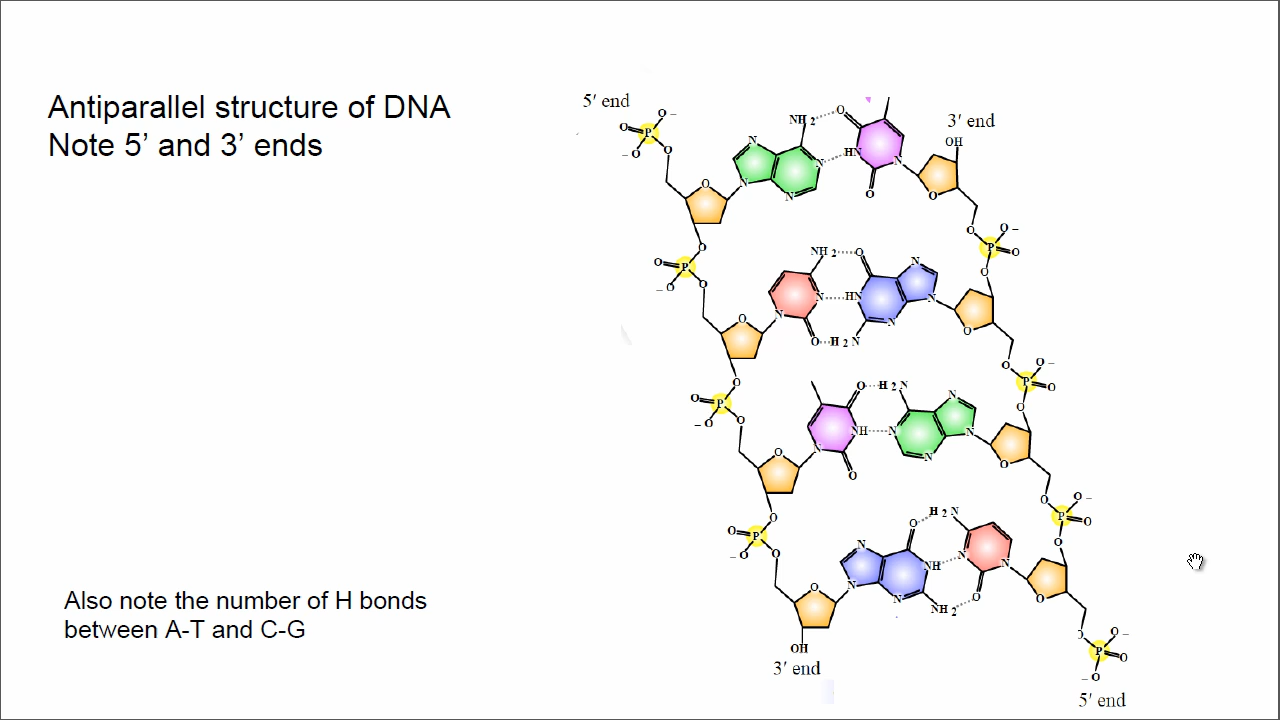 Antiparallel structure of DNA
Note 5’ and 3’ ends
5′ end
3′ end
O
O –
P
– O
O
NH 2
O
N
N
HN
N
N
N
O
O
N
OH
O
O
O
P
O –
O
O
O
P
– O
O
NH 2
O
N
N
HN
N
N
N
O
O
H 2 N
O
O
O
O
P
O –
O
O
O
P
– O
O
O
H 2 N
N
NH
N
N
N
N
O
O
O
O
P
O –
O
O
O
P
– O
O
O
H 2 N
N
NH
N
N
N
N
NH 2
O
O
O
OH
3′ end
O
P
O –
O
– O
5′ end
Also note the number of H bonds
between A-T and C-G